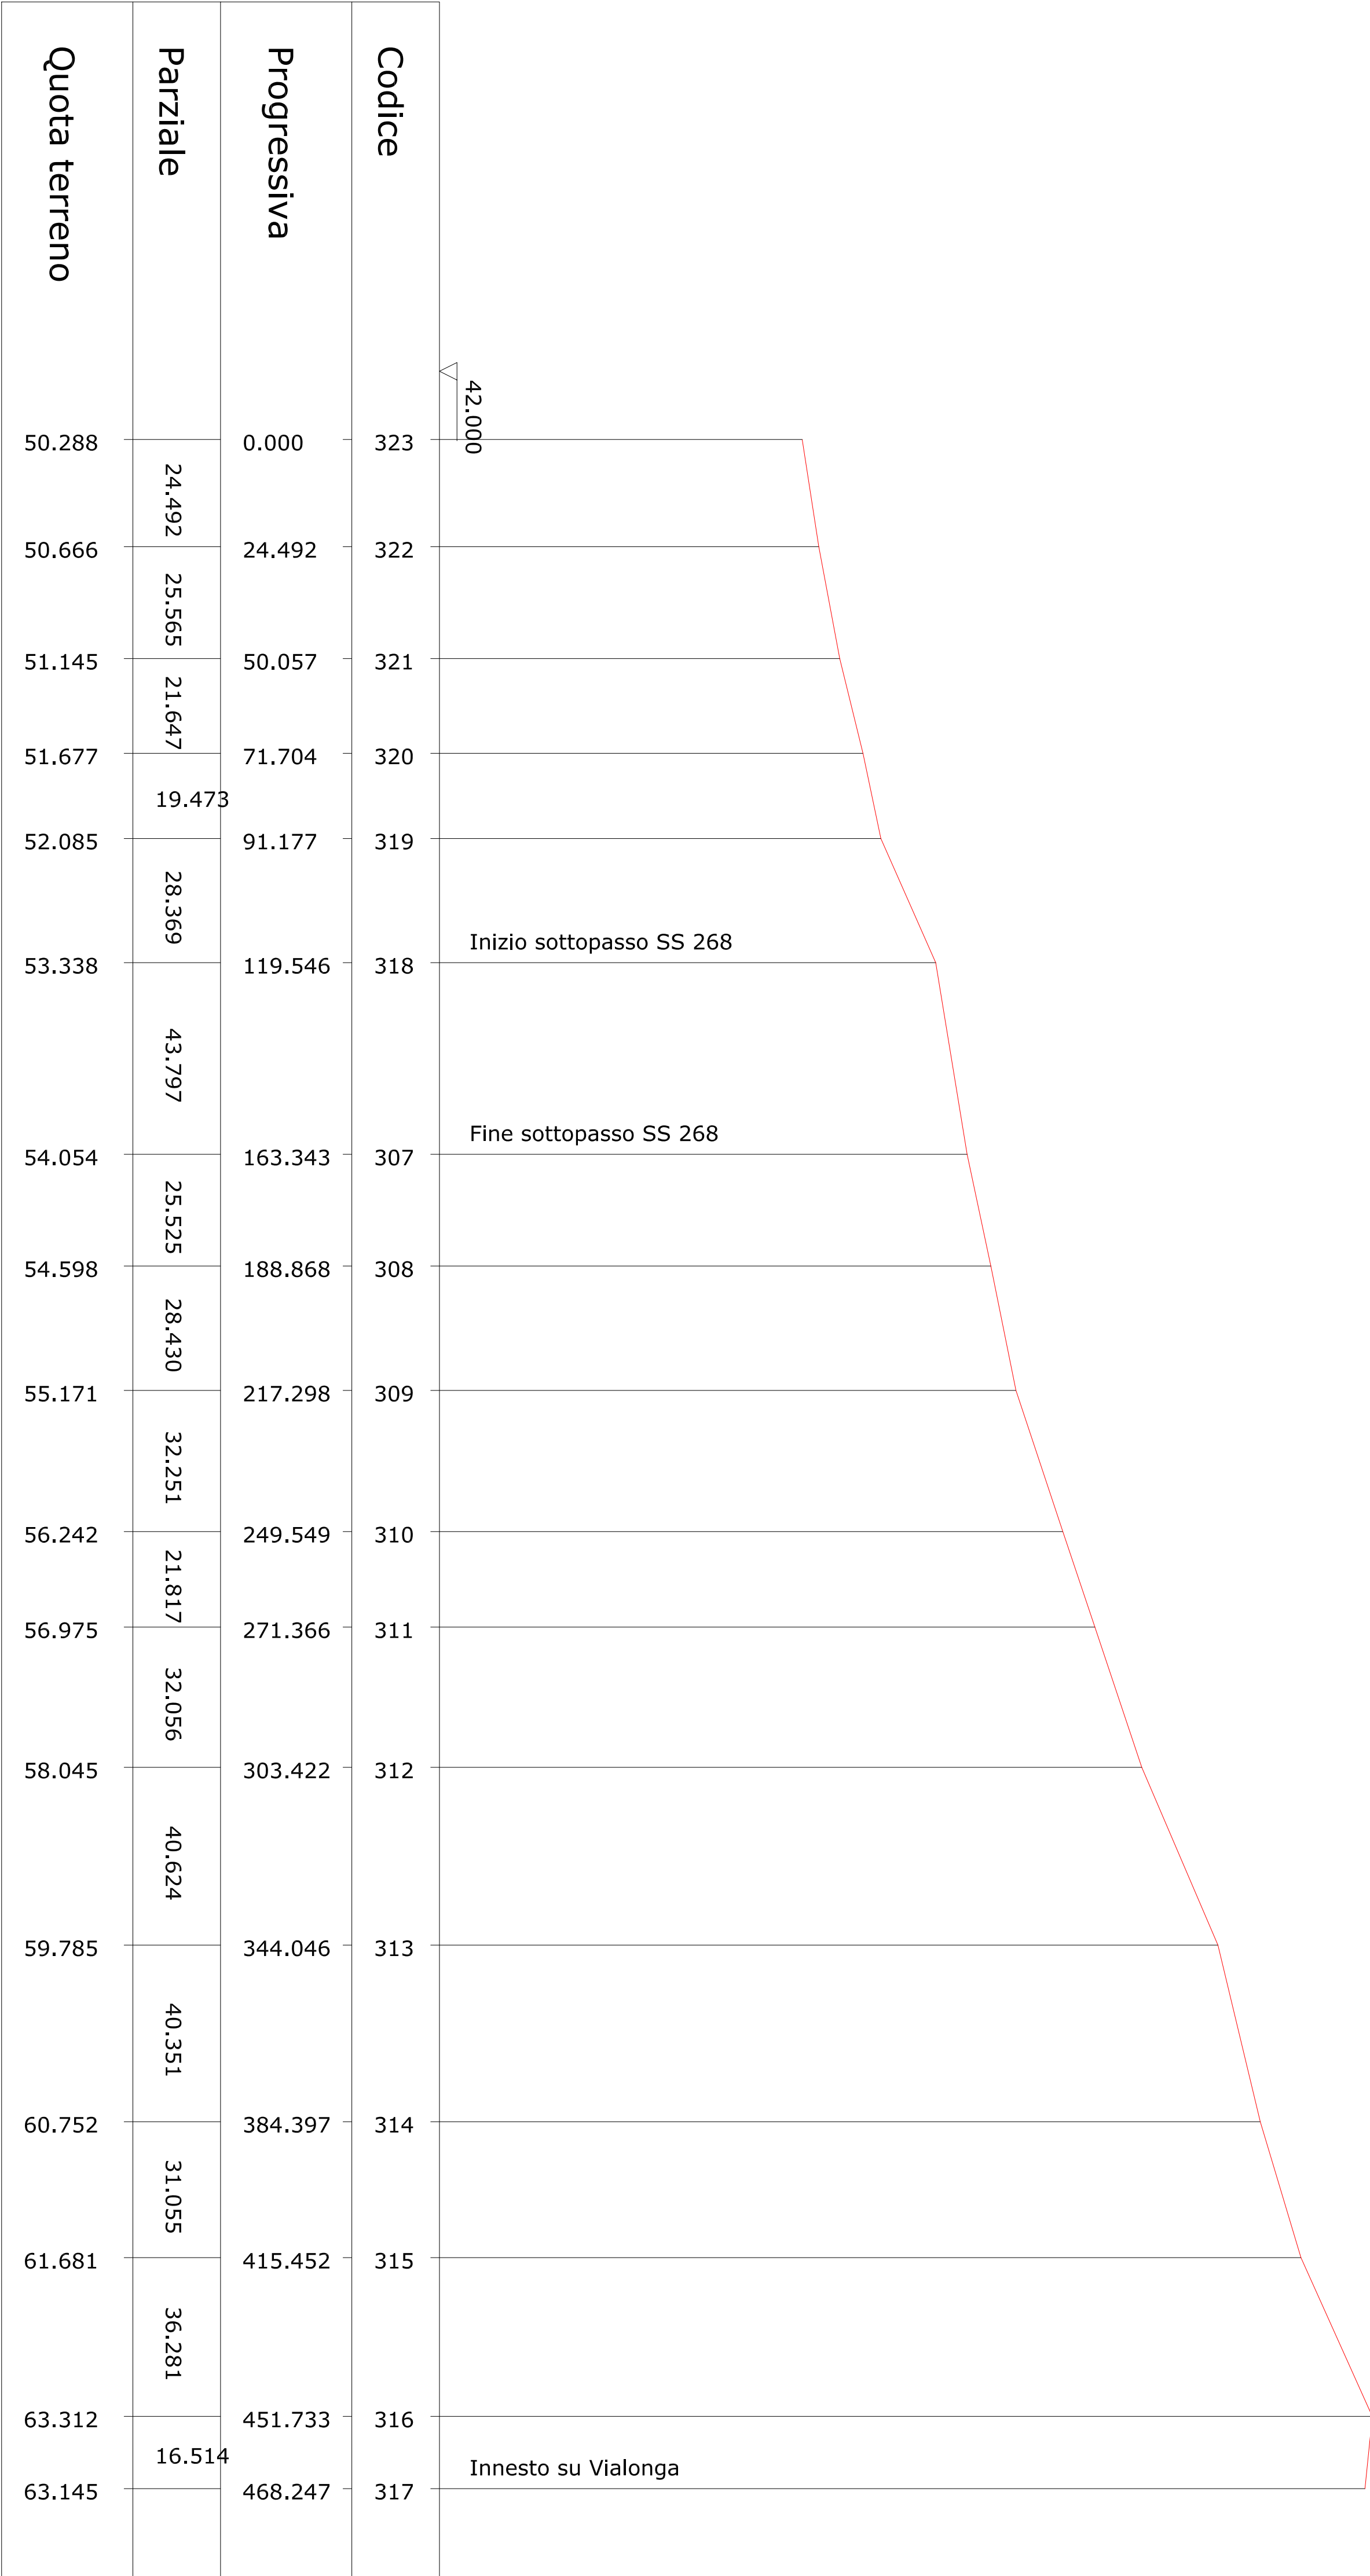 Quota terreno
Parziale
Progressiva
Codice
42.000
50.288 0.000 323
24.492
50.666 24.492 322
25.565
51.145 50.057 321
21.647
51.677 71.704 320
19.473
52.085 91.177 319
28.369
Inizio sottopasso SS 268
53.338 119.546 318
43.797
Fine sottopasso SS 268
54.054 163.343 307
25.525
54.598 188.868 308
28.430
55.171 217.298 309
32.251
56.242 249.549 310
21.817
56.975 271.366 311
32.056
58.045 303.422 312
40.624
59.785 344.046 313
40.351
60.752 384.397 314
31.055
61.681 415.452 315
36.281
63.312 451.733 316
16.514
Innesto su Vialonga
63.145 468.247 317